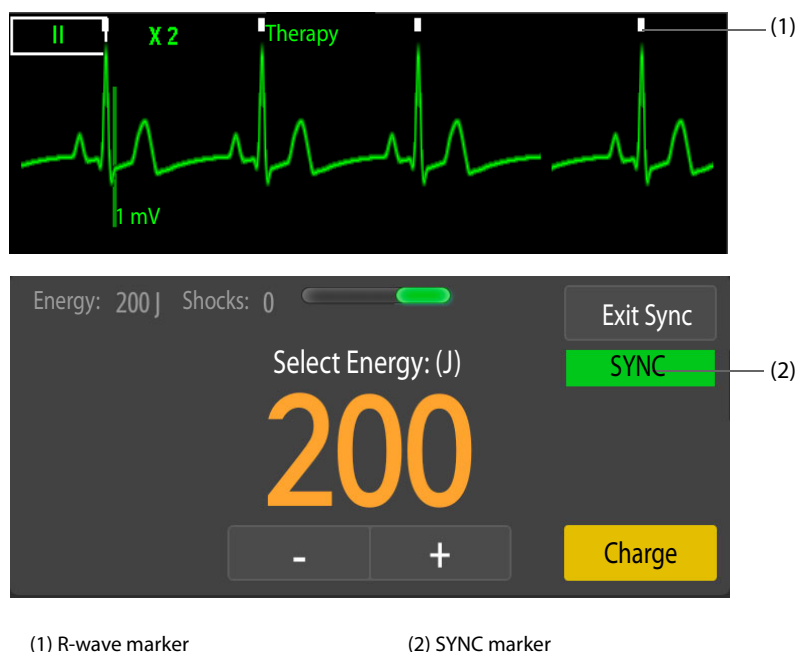 II X 2 Therapy (1)
1 mV
Energy: 200 J Shocks: 0 Exit Sync
Select Energy: (J) SYNC (2)
200
- + Charge
(1) R-wave marker (2) SYNC marker